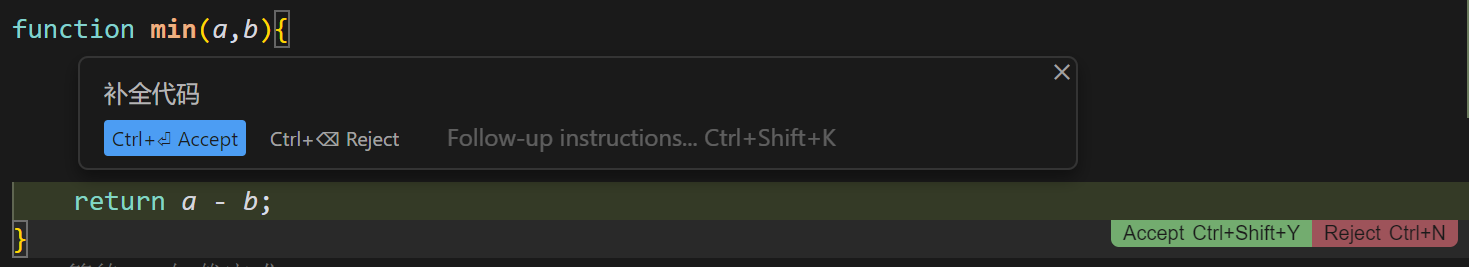 function min(a,b){
补全代码
Ctrl+⏎ Accept Ctrl+⌫ Reject Follow-up instructions... Ctrl+Shift+K
return a - b;
}
Accept Ctrl+Shift+Y Reject Ctrl+N